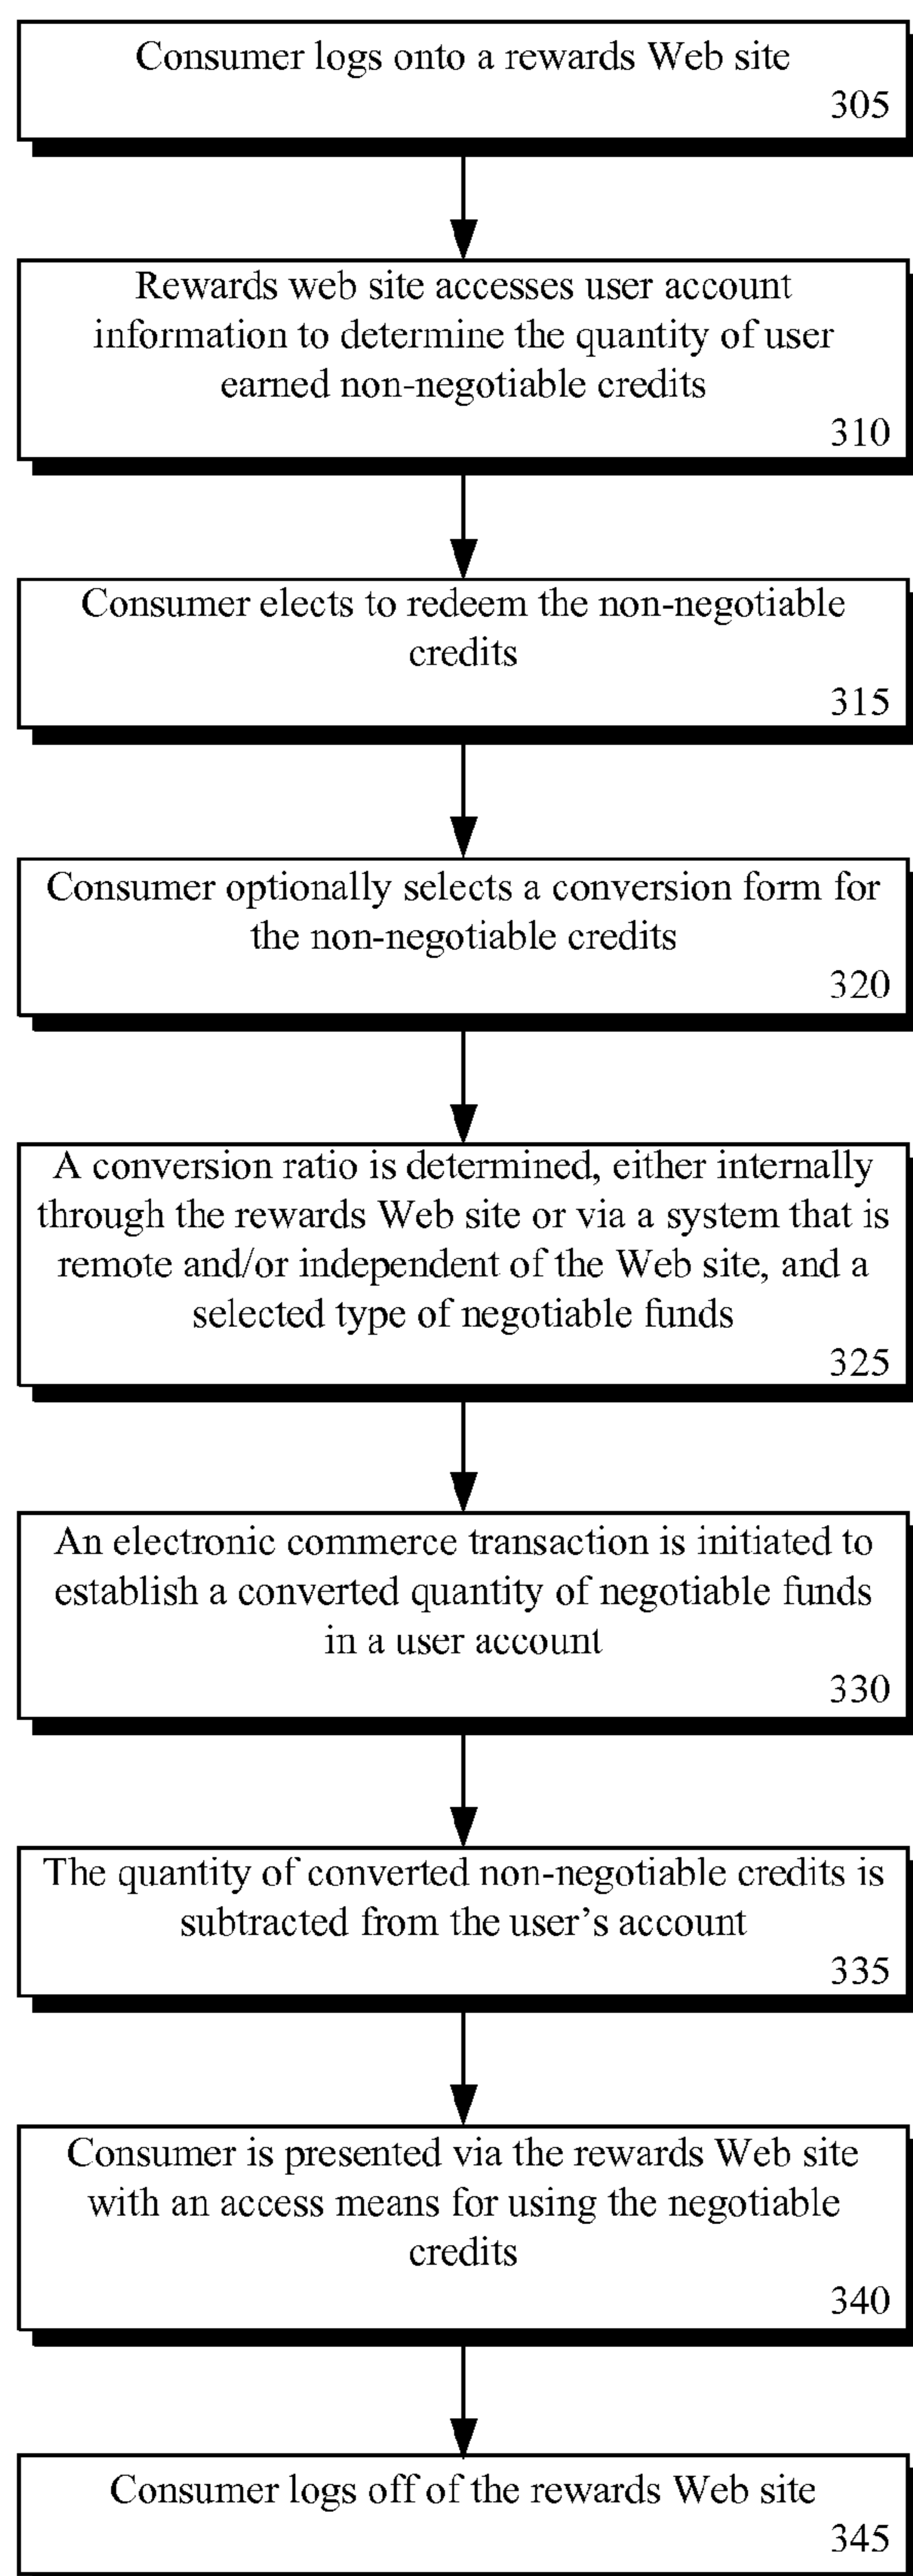 Consumer logs onto a rewards Web site
305
Rewards web site accesses user account
information to determine the quantity of user
earned non-negotiable credits
310
Consumer elects to redeem the non-negotiable
credits
315
Consumer optionally selects a conversion form for
the non-negotiable credits
320
A conversion ratio is determined, either internally
through the rewards Web site or via a system that is
remote and/or independent of the Web site, and a
selected type of negotiable funds
325
An electronic commerce transaction is initiated to
establish a converted quantity of negotiable funds
in a user account
330
The quantity of converted non-negotiable credits is
subtracted from the user’s account
335
Consumer is presented via the rewards Web site
with an access means for using the negotiable
credits
340
Consumer logs off of the rewards Web site
345